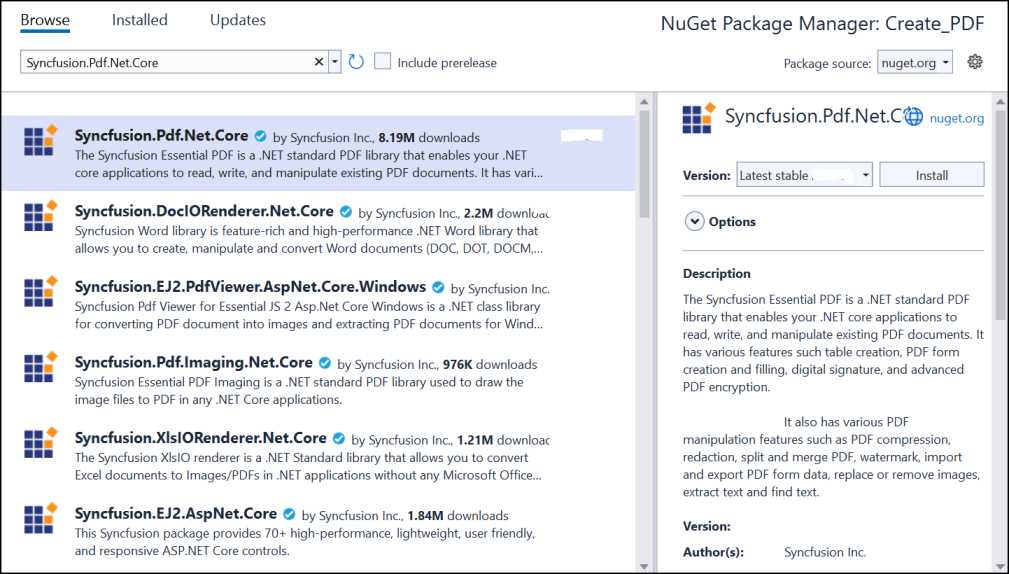 Browse Installed Updates
NuGet Package Manager: Create_PDF
Syncfusion.Pdf.Net.Core
Include prerelease
Package source: nuget.org
Syncfusion.Pdf.Net.Core by Syncfusion Inc., 8.19M downloads
The Syncfusion Essential PDF is a .NET standard PDF library that enables your .NET
core applications to read, write, and manipulate existing PDF documents. It has vari...
Syncfusion.DocIORenderer.Net.Core by Syncfusion Inc., 2.2M downloa
Syncfusion Word library is feature-rich and high-performance .NET Word library that
allows you to create, manipulate and convert Word documents (DOC, DOT, DOCM,...
Syncfusion.EJ2.PdfViewer.AspNet.Core.Windows by Syncfusion Inc.
Syncfusion Pdf Viewer for Essential JS 2 Asp.Net Core Windows is a .NET class library
for converting PDF document into images and extracting PDF documents for Wind...
Syncfusion.Pdf.Imaging.Net.Core by Syncfusion Inc., 976K downloads
Syncfusion Essential PDF Imaging is a .NET standard PDF library used to draw the
image files to PDF in any .NET Core applications.
Syncfusion.XlsIORenderer.Net.Core by Syncfusion Inc., 1.21M downloac
The Syncfusion XlsIO renderer is a .NET Standard library that allows you to convert
Excel documents to Images/PDFs in .NET applications without any Microsoft Office...
Syncfusion.EJ2.AspNet.Core by Syncfusion Inc., 1.84M downloads
This Syncfusion package provides 70+ high-performance, lightweight, user friendly,
and responsive ASP.NET Core controls.
Syncfusion.Pdf.Net.C nuget.org
Version: Latest stable Install
Options
Description
The Syncfusion Essential PDF is a .NET standard PDF
library that enables your .NET core applications to
read, write, and manipulate existing PDF documents. It
has various features such table creation, PDF form
creation and filling, digital signature, and advanced
PDF encryption.
It also has various PDF
manipulation features such as PDF compression,
redaction, split and merge PDF, watermark, import
and export PDF form data, replace or remove images,
extract text and find text.
Version:
Author(s): Syncfusion Inc.